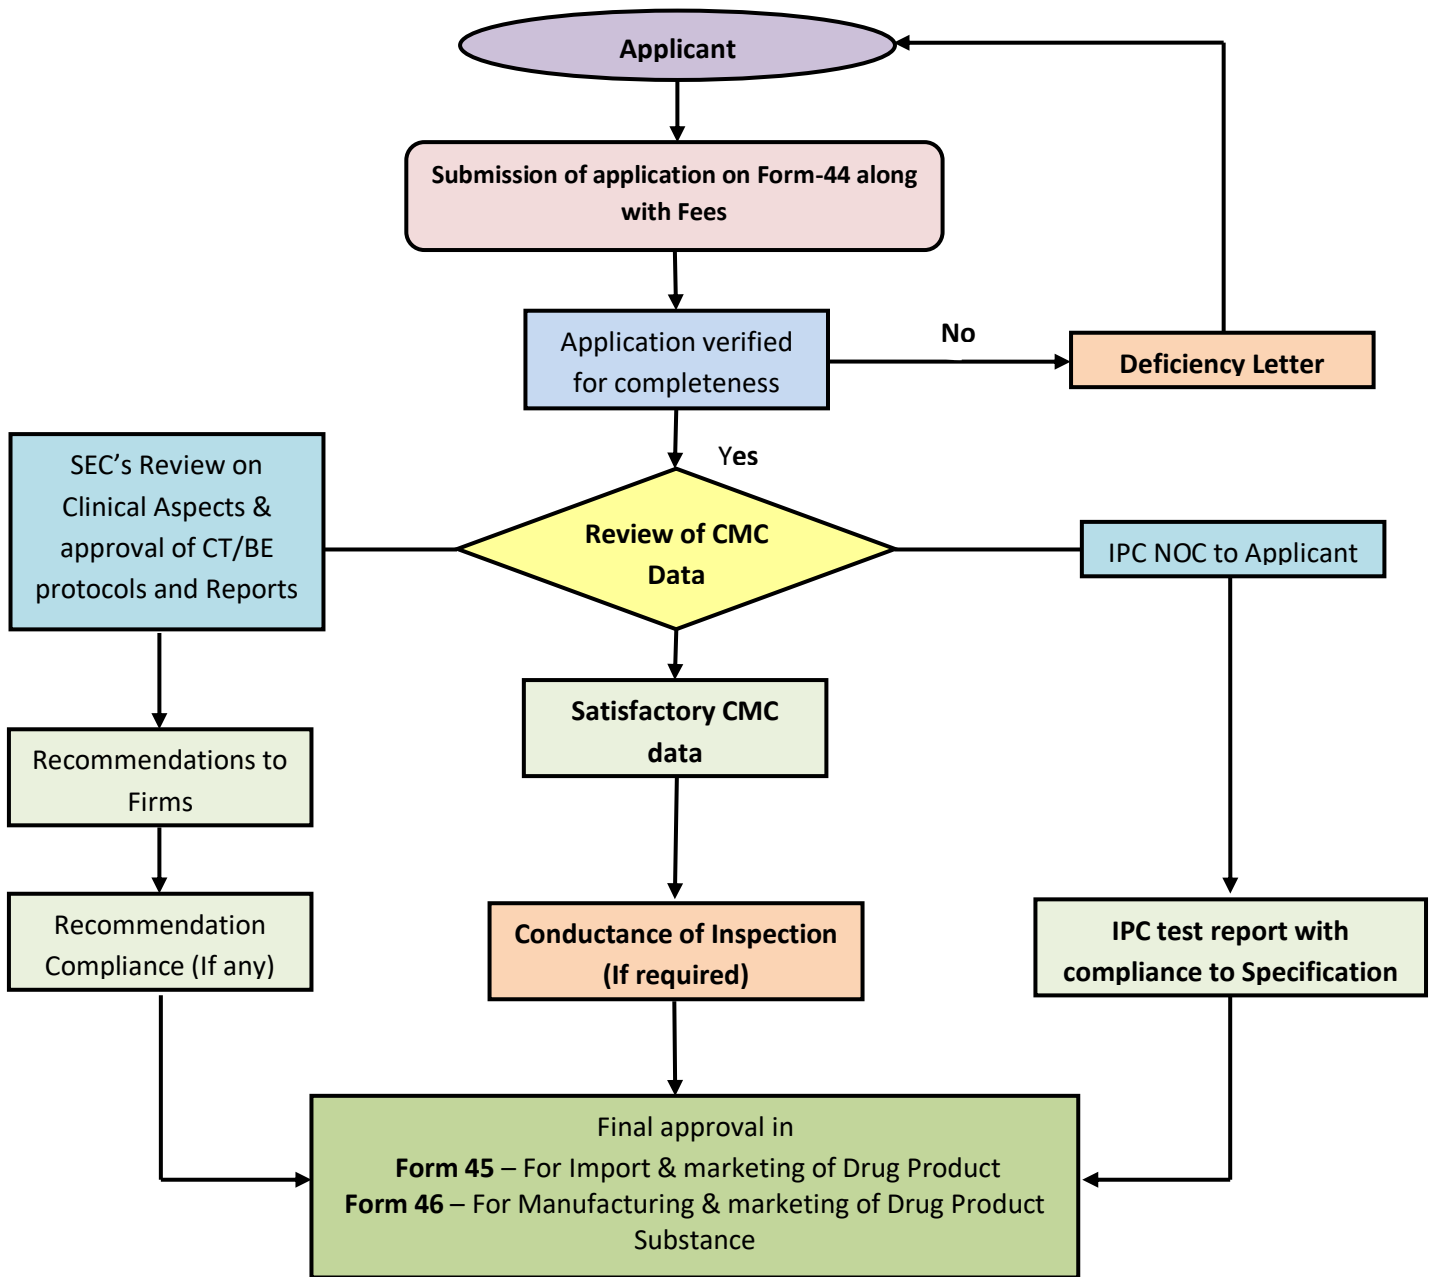 Applicant
Submission of application on Form-44 along
with Fees
Application verified
for completeness
No
Deficiency Letter
Yes
SEC's Review on
Clinical Aspects &
approval of CT/BE
protocols and Reports
Review of CMC
Data
IPC NOC to Applicant
Satisfactory CMC
data
Recommendations to
Firms
Recommendation
Compliance (If any)
Conductance of Inspection
(If required)
IPC test report with
compliance to Specification
Final approval in
Form 45 – For Import & marketing of Drug Product
Form 46 – For Manufacturing & marketing of Drug Product
Substance